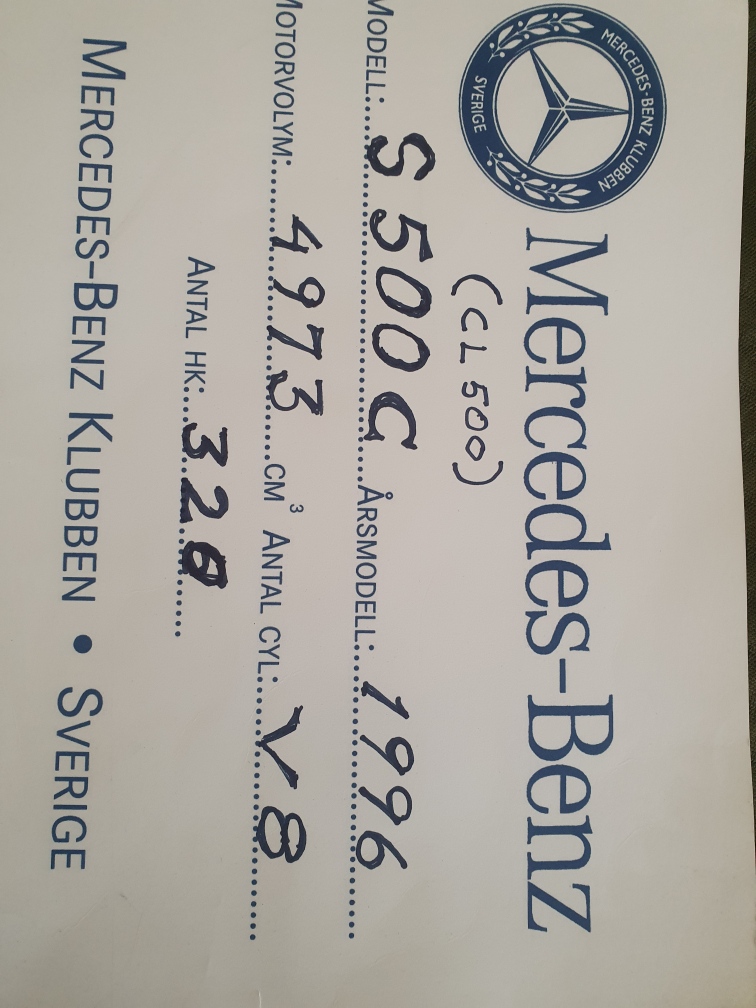 MERCEDES-BENZ KLUBBEN
SVERIGE
Mercedes-Benz
(CL 500)
MODELL:....S 500 C....ÅRSMODELL:....1996....
MOTORVOLYM:....4973....CM³ ANTAL CYL:....V8....
ANTAL HK:....320....
MERCEDES-BENZ KLUBBEN • SVERIGE